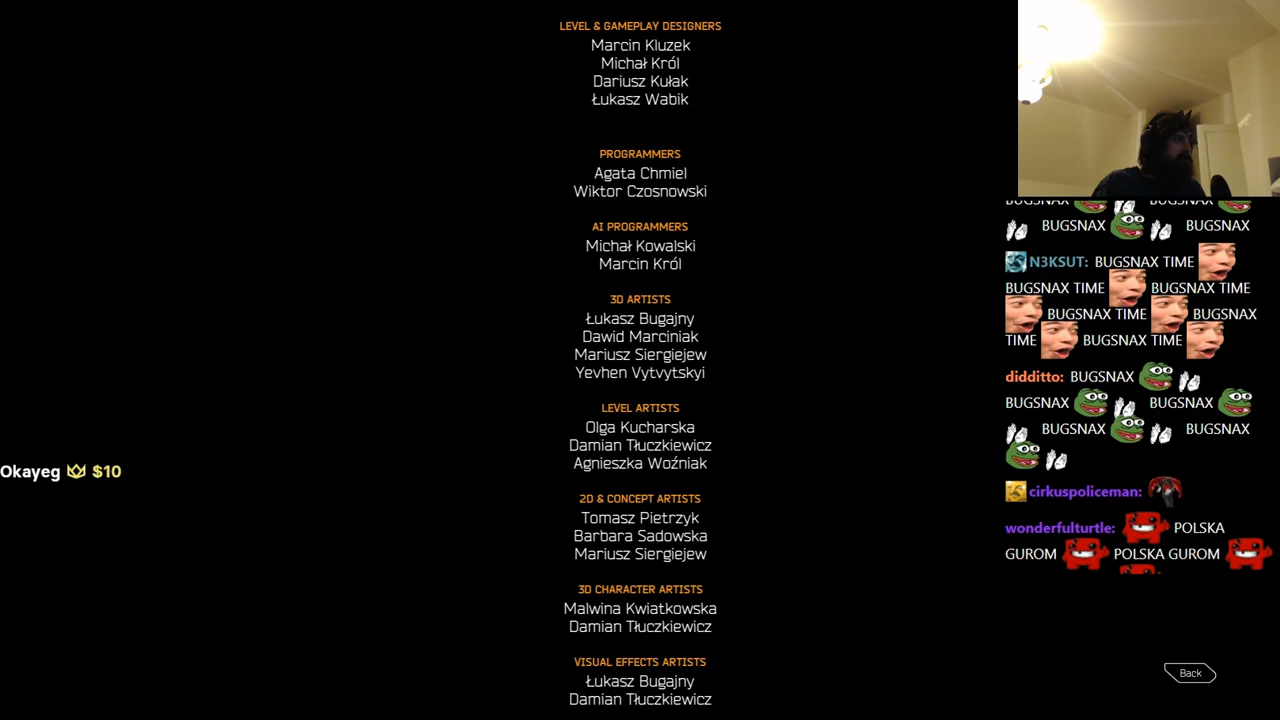 LEVEL & GAMEPLAY DESIGNERS
Marcin Kluzek
Michał Król
Dariusz Kułak
Łukasz Wabik
PROGRAMMERS
Agata Chmiel
Wiktor Czosnowski
AI PROGRAMMERS
Michał Kowalski
Marcin Król
3D ARTISTS
Łukasz Bugajny
Dawid Marciniak
Mariusz Siergiejew
Yevhen Vytvytskyi
LEVEL ARTISTS
Olga Kucharska
Damian Tłuczkiewicz
Agnieszka Woźniak
2D & CONCEPT ARTISTS
Tomasz Pietrzyk
Barbara Sadowska
Mariusz Siergiejew
3D CHARACTER ARTISTS
Malwina Kwiatkowska
Damian Tłuczkiewicz
VISUAL EFFECTS ARTISTS
Łukasz Bugajny
Damian Tłuczkiewicz
Okayeg $10
BUGSNAX BUGSNAX
BUGSNAX BUGSNAX
N3KSUT: BUGSNAX TIME
BUGSNAX TIME BUGSNAX TIME
BUGSNAX TIME BUGSNAX
TIME BUGSNAX TIME
didditto: BUGSNAX
BUGSNAX BUGSNAX
BUGSNAX BUGSNAX
cirkuspoliceman:
wonderfulturtle: POLSKA
GUROM POLSKA GUROM
Back